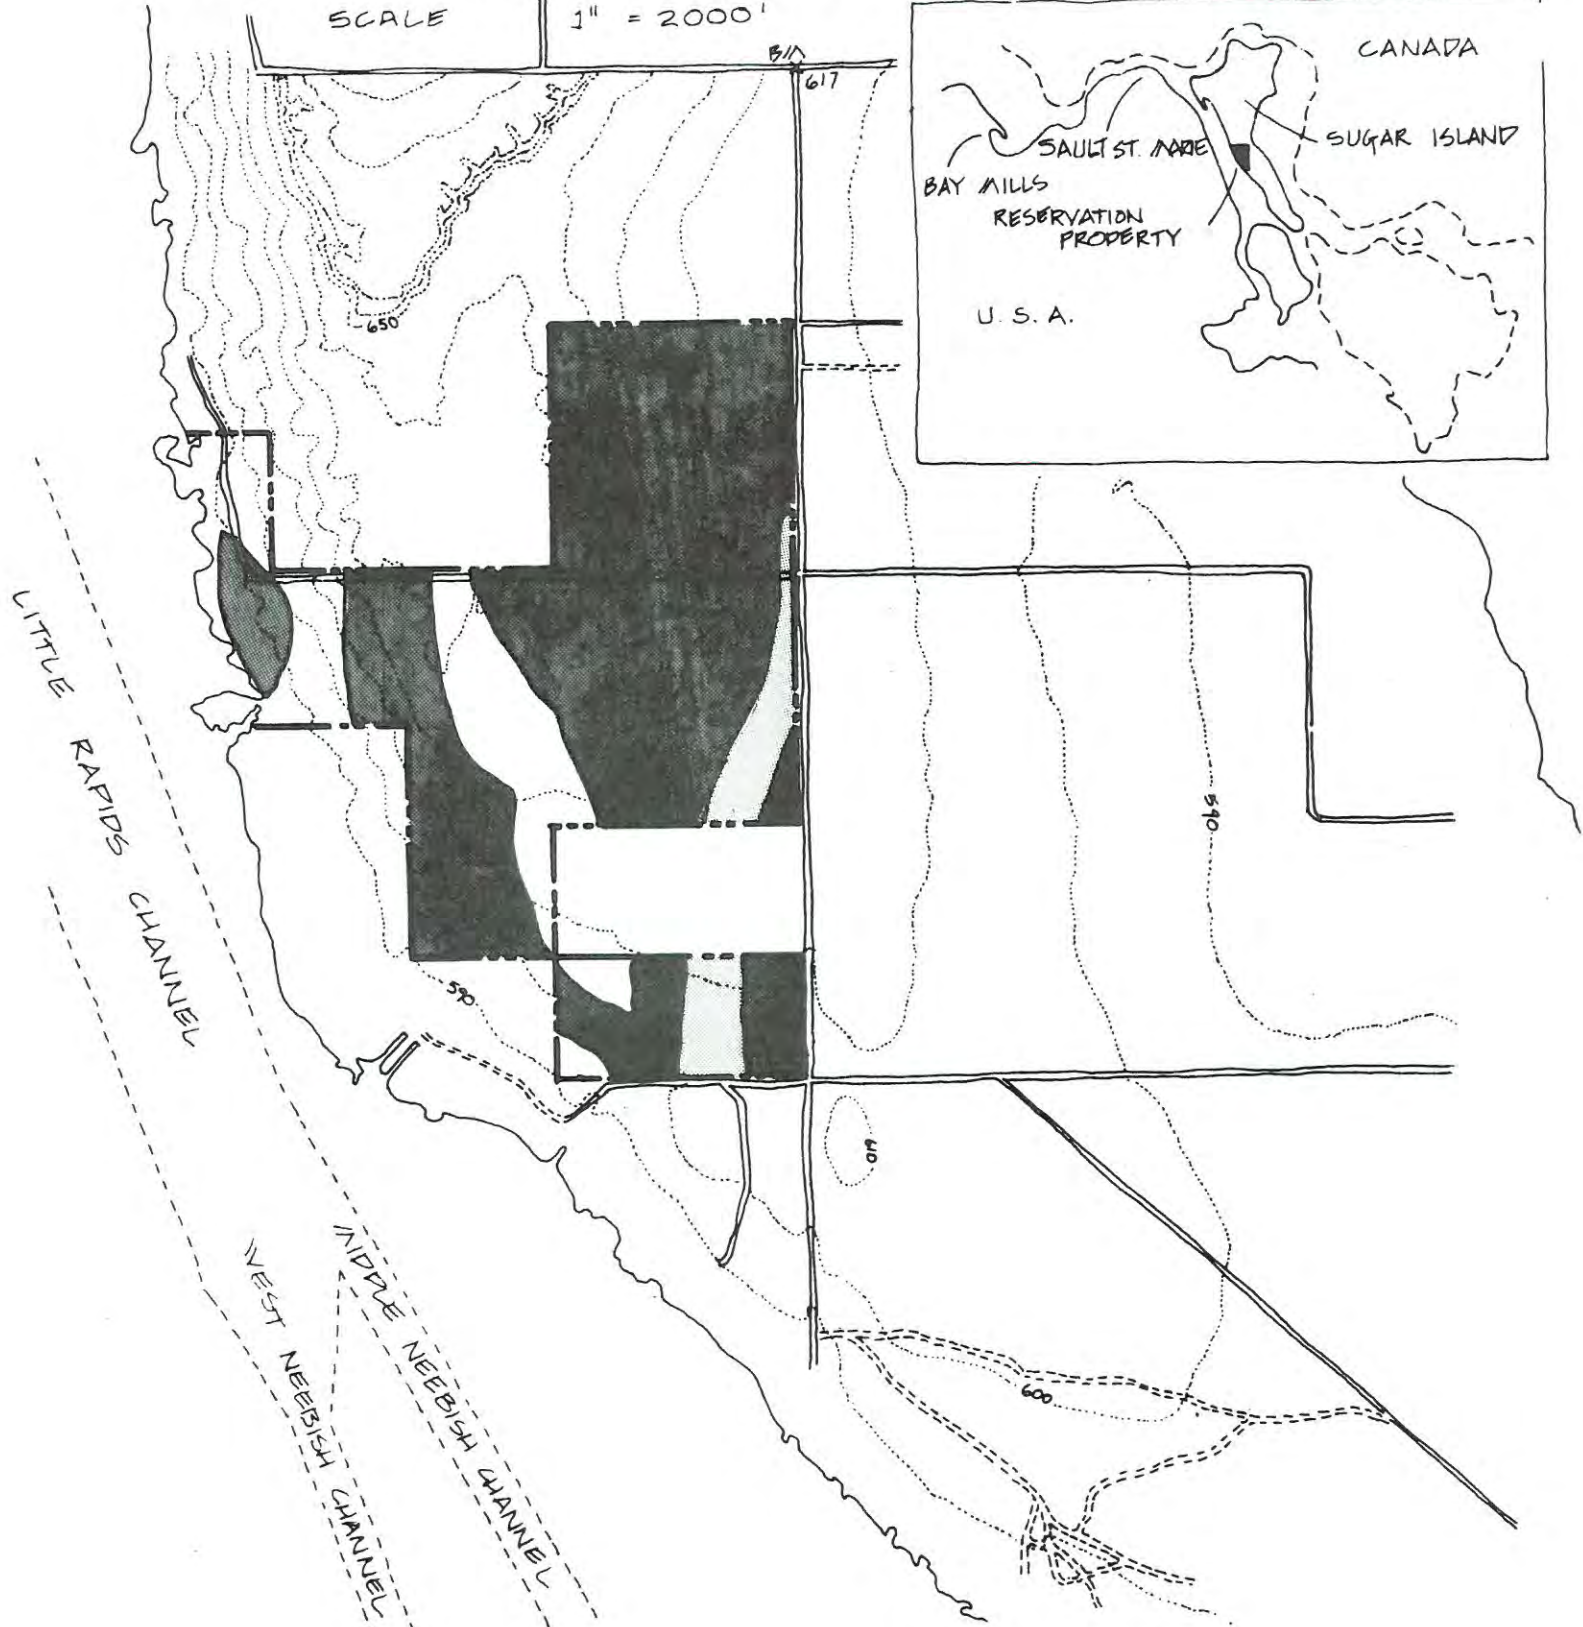 SCALE
1" = 2000'
BM
617
CANADA
SAULT ST. MARIE
SUGAR ISLAND
BAY MILLS
RESERVATION
PROPERTY
U.S.A.
650
LITTLE RAPIDS CHANNEL
590
590
610
600
WEST NEEBISH CHANNEL
MIDDLE NEEBISH CHANNEL